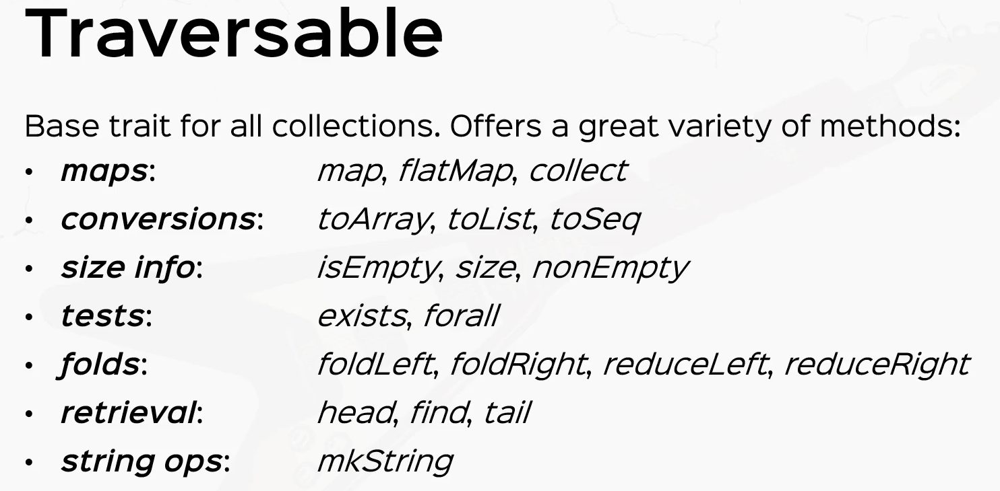 Traversable
Base trait for all collections. Offers a great variety of methods:
• maps: map, flatMap, collect
• conversions: toArray, toList, toSeq
• size info: isEmpty, size, nonEmpty
• tests: exists, forall
• folds: foldLeft, foldRight, reduceLeft, reduceRight
• retrieval: head, find, tail
• string ops: mkString